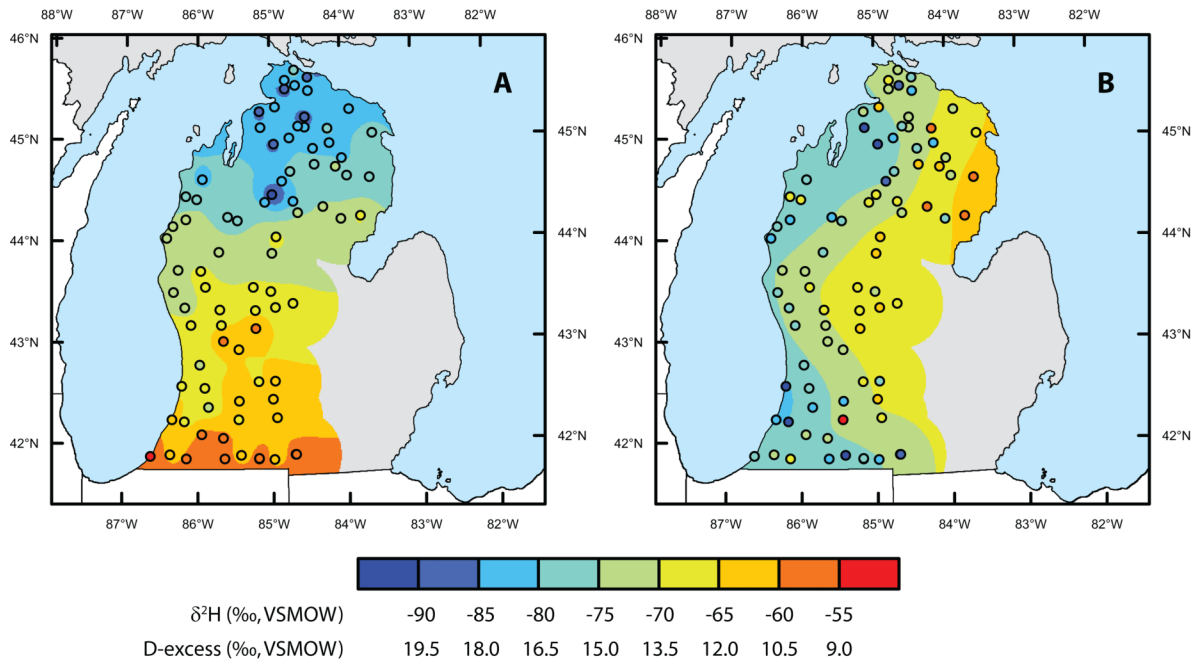 88°W 87°W 86°W 85°W 84°W 83°W 82°W 88°W 87°W 86°W 85°W 84°W 83°W 82°W
46°N 46°N
A B
45°N 45°N 45°N 45°N
44°N 44°N 44°N 44°N
43°N 43°N 43°N 43°N
42°N 42°N 42°N 42°N
87°W 86°W 85°W 84°W 83°W 82°W 87°W 86°W 85°W 84°W 83°W 82°W
δ²H (‰, VSMOW) -90 -85 -80 -75 -70 -65 -60 -55
D-excess (‰, VSMOW) 19.5 18.0 16.5 15.0 13.5 12.0 10.5 9.0